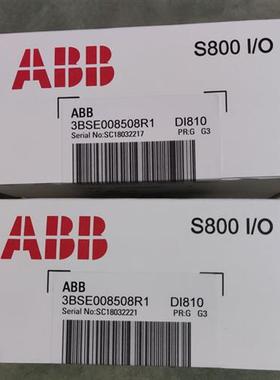 ABB
S800 I/O
ABB
3BSE008508R1 DI810
Serial No:SC18032217 PR:G G3
ABB
S800 I/O
ABB
3BSE008508R1 DI810
Serial No:SC18032221 PR:G G3